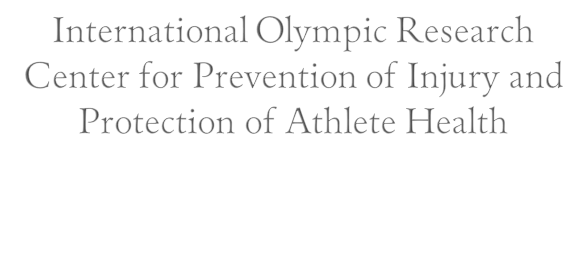 International Olympic Research
Center for Prevention of Injury and
Protection of Athlete Health